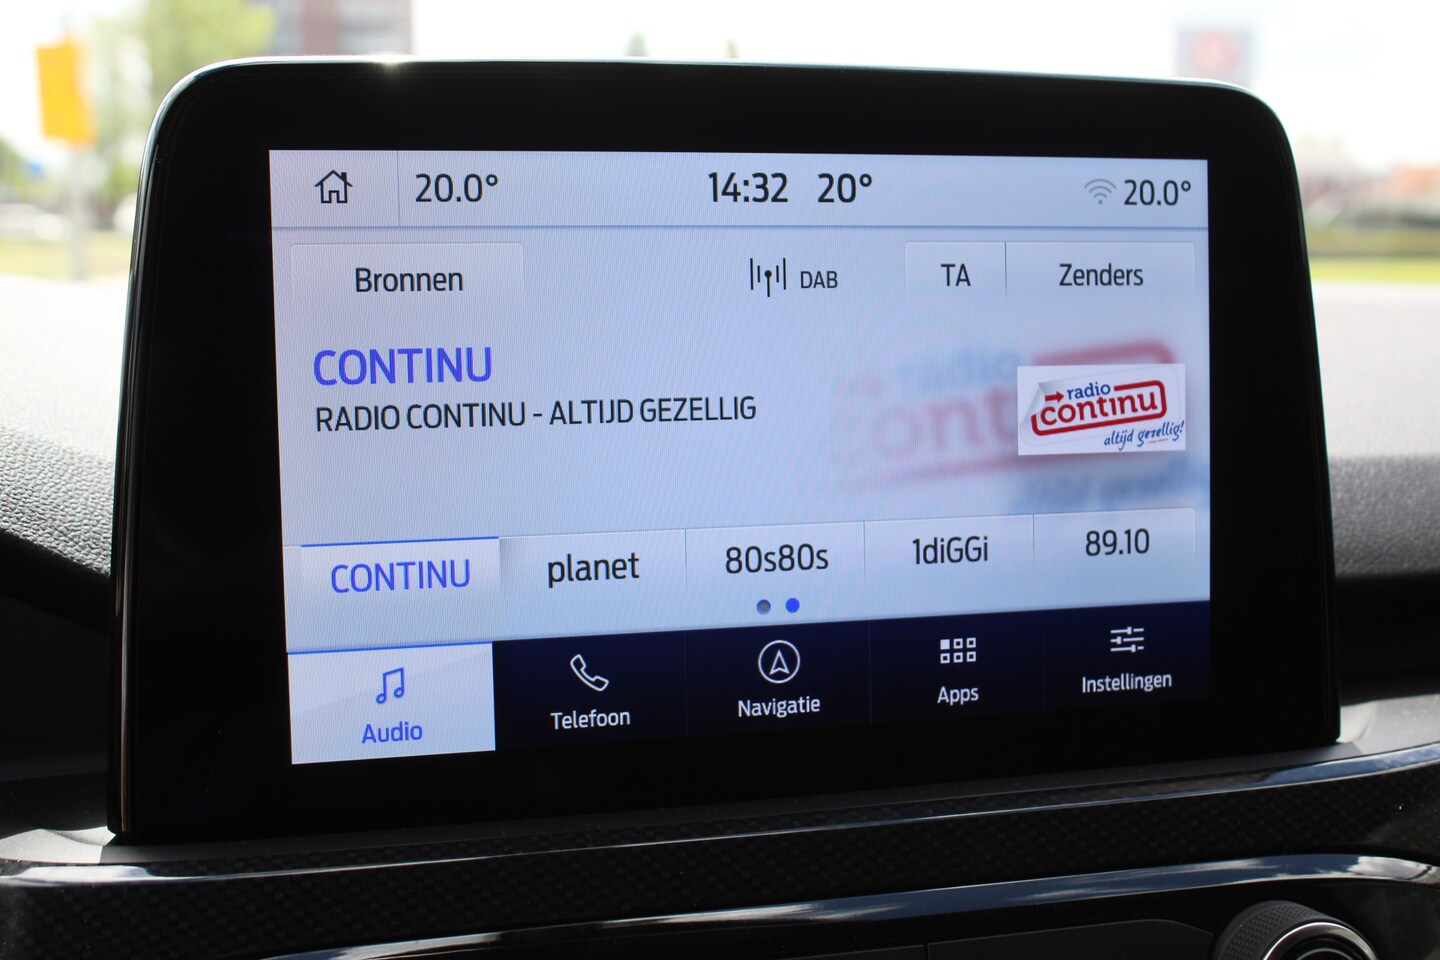 20.0°
14:32 20°
20.0°
Bronnen
DAB
TA
Zenders
CONTINU
RADIO CONTINU - ALTIJD GEZELLIG
radio
continu
altijd gezellig!
CONTINU
planet
80s80s
1diGGi
89.10
Audio
Telefoon
Navigatie
Apps
Instellingen